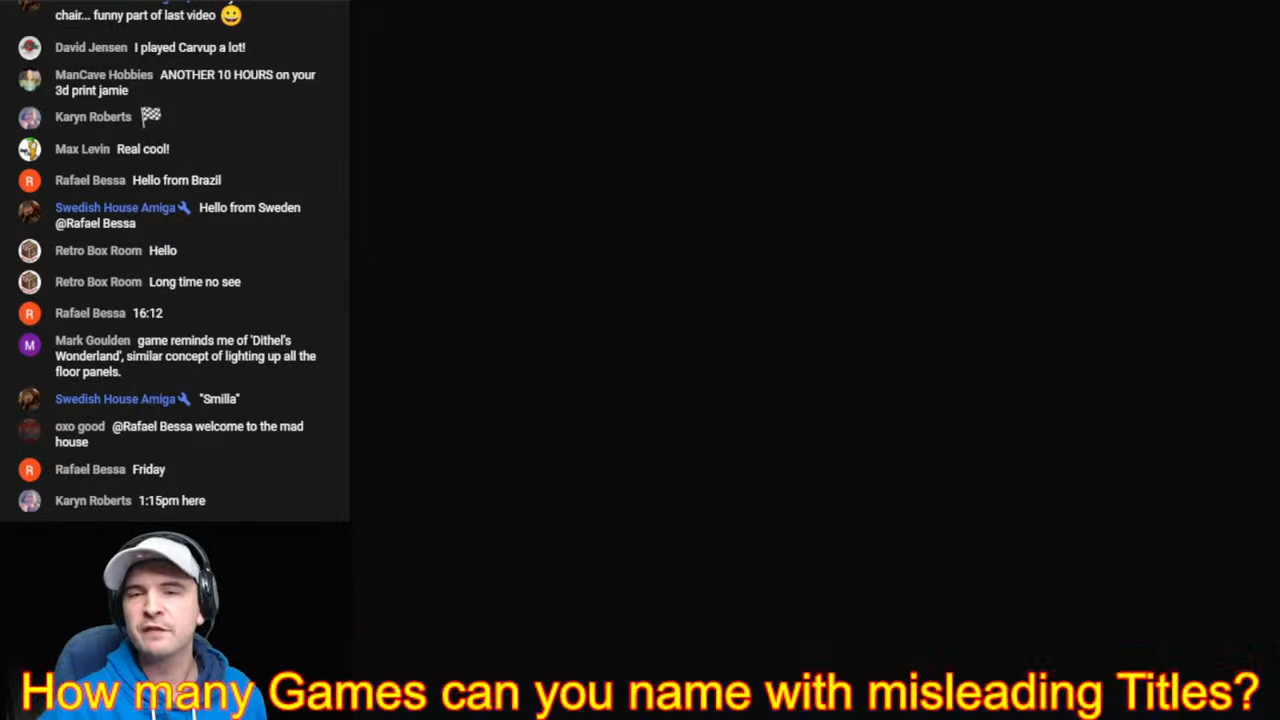 chair... funny part of last video 😀
David Jensen I played Carvup a lot!
ManCave Hobbies ANOTHER 10 HOURS on your
3d print jamie
Karyn Roberts 🏁
Max Levin Real cool!
R Rafael Bessa Hello from Brazil
Swedish House Amiga Hello from Sweden
@Rafael Bessa
Retro Box Room Hello
Retro Box Room Long time no see
R Rafael Bessa 16:12
M Mark Goulden game reminds me of 'Dithel's
Wonderland', similar concept of lighting up all the
floor panels.
Swedish House Amiga "Smilla"
oxo good @Rafael Bessa welcome to the mad
house
R Rafael Bessa Friday
Karyn Roberts 1:15pm here
How many Games can you name with misleading Titles?